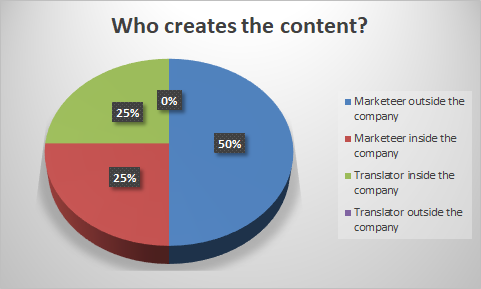 Who creates the content?
0%
25%
50%
25%
Marketeer outside the
company
Marketeer inside the
company
Translator inside the
company
Translator outside the
company